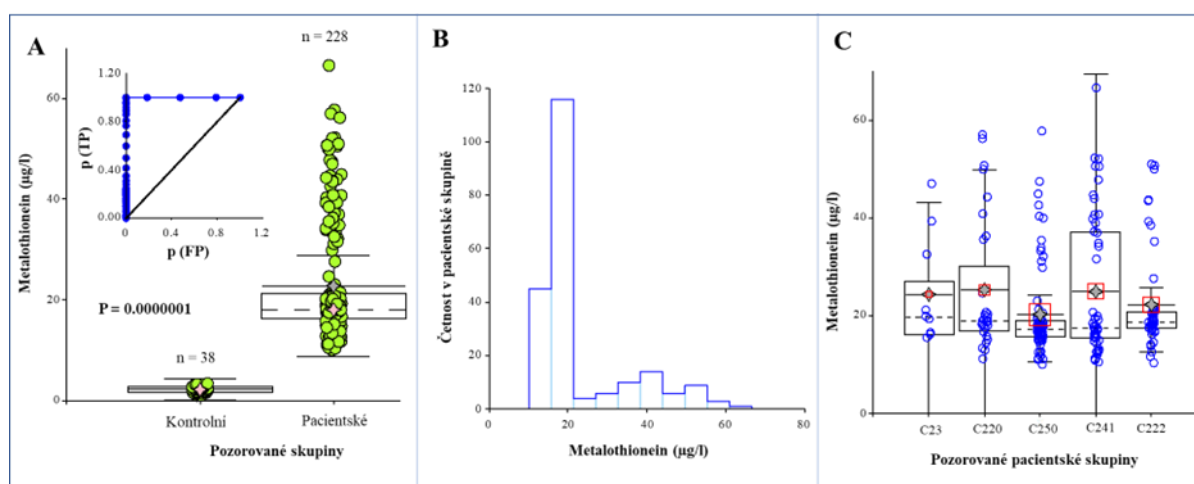 A
n = 228
Metalothionein (µg/l)
60
40
20
0
1.20
0.80
0.40
0.00
p (TP)
0
0.4
0.8
1.2
p (FP)
P = 0.0000001
n = 38
Kontrolní
Pacientské
Pozorované skupiny
B
Četnost v pacientské skupině
120
100
80
60
40
20
0
0
20
40
60
80
Metalothionein (µg/l)
C
Metalothionein (µg/l)
60
40
20
0
C23
C220
C250
C241
C222
Pozorované pacientské skupiny